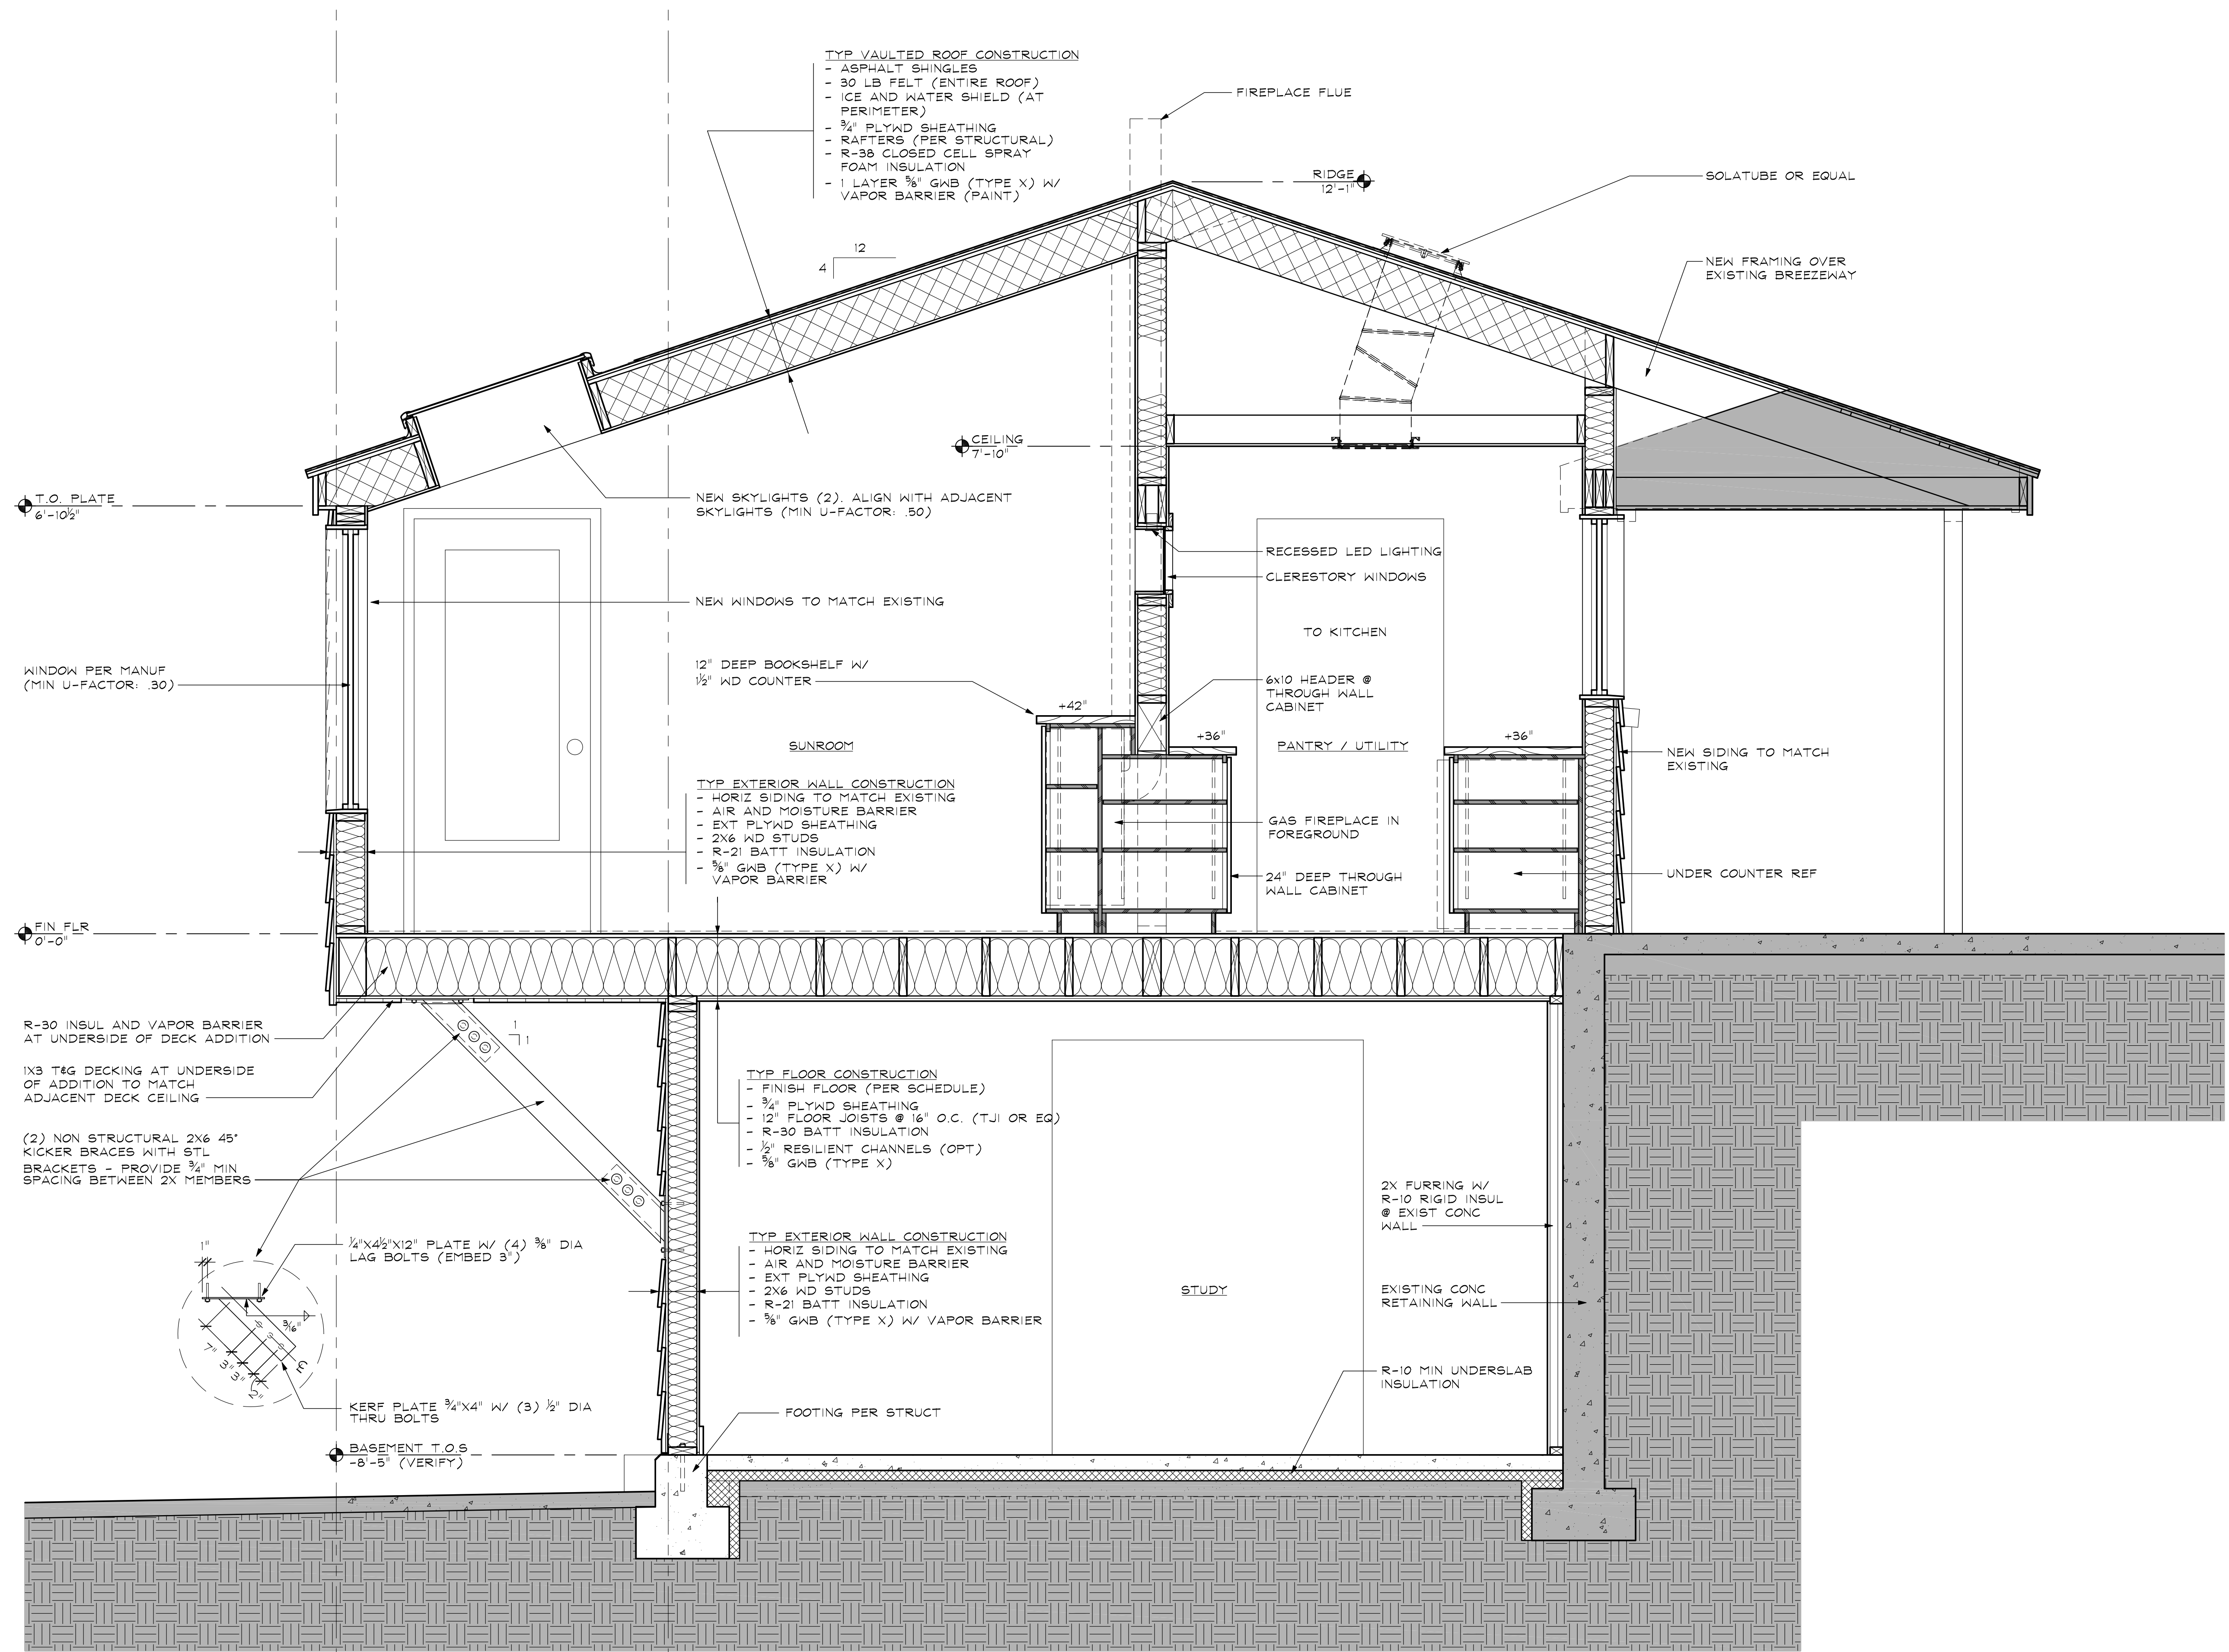 TYP VAULTED ROOF CONSTRUCTION
- ASPHALT SHINGLES
- 30 LB FELT (ENTIRE ROOF)
- ICE AND WATER SHIELD (AT
PERIMETER)
- 3/4" PLYWD SHEATHING
- RAFTERS (PER STRUCTURAL)
- R-38 CLOSED CELL SPRAY
FOAM INSULATION
- 1 LAYER 5/8" GWB (TYPE X) W/
VAPOR BARRIER (PAINT)
FIREPLACE FLUE
RIDGE
12'-1"
SOLATUBE OR EQUAL
12
4
NEW FRAMING OVER
EXISTING BREEZEWAY
CEILING
7'-10"
T.O. PLATE
6'-10 1/2"
NEW SKYLIGHTS (2). ALIGN WITH ADJACENT
SKYLIGHTS (MIN U-FACTOR: .50)
RECESSED LED LIGHTING
CLERESTORY WINDOWS
NEW WINDOWS TO MATCH EXISTING
TO KITCHEN
WINDOW PER MANUF
(MIN U-FACTOR: .30)
12" DEEP BOOKSHELF W/
1 1/2" WD COUNTER
6x10 HEADER @
THROUGH WALL
CABINET
+42"
+36"
+36"
SUNROOM
PANTRY / UTILITY
NEW SIDING TO MATCH
EXISTING
TYP EXTERIOR WALL CONSTRUCTION
- HORIZ SIDING TO MATCH EXISTING
- AIR AND MOISTURE BARRIER
- EXT PLYWD SHEATHING
- 2X6 WD STUDS
- R-21 BATT INSULATION
- 5/8" GWB (TYPE X) W/
VAPOR BARRIER
GAS FIREPLACE IN
FOREGROUND
24" DEEP THROUGH
WALL CABINET
UNDER COUNTER REF
FIN FLR
0'-0"
R-30 INSUL AND VAPOR BARRIER
AT UNDERSIDE OF DECK ADDITION
1X3 T&G DECKING AT UNDERSIDE
OF ADDITION TO MATCH
ADJACENT DECK CEILING
(2) NON STRUCTURAL 2X6 45°
KICKER BRACES WITH STL
BRACKETS - PROVIDE 3/4" MIN
SPACING BETWEEN 2X MEMBERS
1
1
TYP FLOOR CONSTRUCTION
- FINISH FLOOR (PER SCHEDULE)
- 3/4" PLYWD SHEATHING
- 12" FLOOR JOISTS @ 16" O.C. (TJI OR EQ)
- R-30 BATT INSULATION
- 1/2" RESILIENT CHANNELS (OPT)
- 5/8" GWB (TYPE X)
2X FURRING W/
R-10 RIGID INSUL
@ EXIST CONC
WALL
TYP EXTERIOR WALL CONSTRUCTION
- HORIZ SIDING TO MATCH EXISTING
- AIR AND MOISTURE BARRIER
- EXT PLYWD SHEATHING
- 2X6 WD STUDS
- R-21 BATT INSULATION
- 5/8" GWB (TYPE X) W/ VAPOR BARRIER
STUDY
EXISTING CONC
RETAINING WALL
1"
1/4"X4 1/2"X12" PLATE W/ (4) 3/8" DIA
LAG BOLTS (EMBED 3")
3/16"
7"
3"
3"
2"
KERF PLATE 3/4"X4" W/ (3) 1/2" DIA
THRU BOLTS
R-10 MIN UNDERSLAB
INSULATION
FOOTING PER STRUCT
BASEMENT T.O.S
-8'-5" (VERIFY)